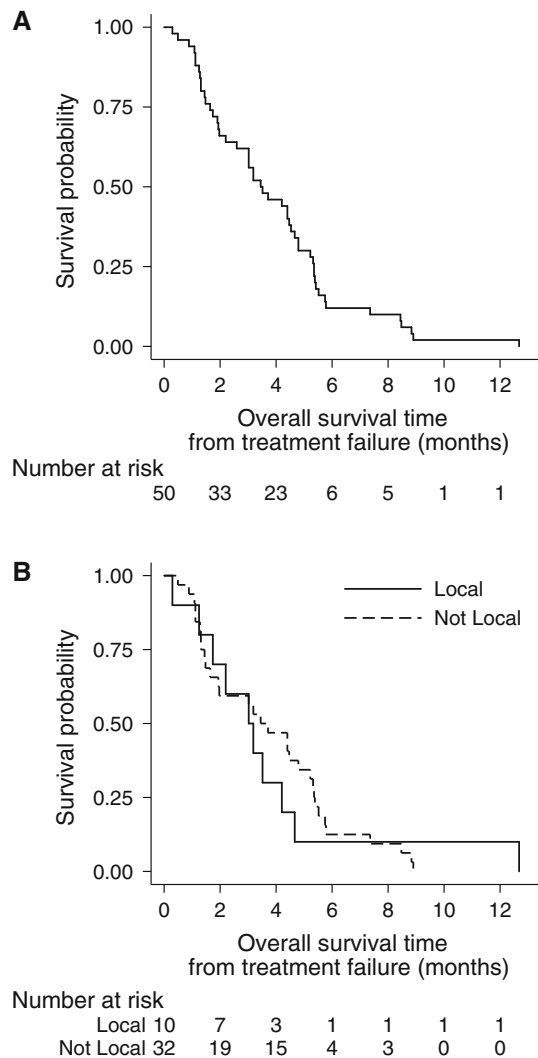 A
1.00
0.75
0.50
0.25
0.00
Survival probability
0 2 4 6 8 10 12
Overall survival time
from treatment failure (months)
Number at risk
50 33 23 6 5 1 1
B
1.00
0.75
0.50
0.25
0.00
Survival probability
Local
Not Local
0 2 4 6 8 10 12
Overall survival time
from treatment failure (months)
Number at risk
Local 10 7 3 1 1 1 1
Not Local 32 19 15 4 3 0 0